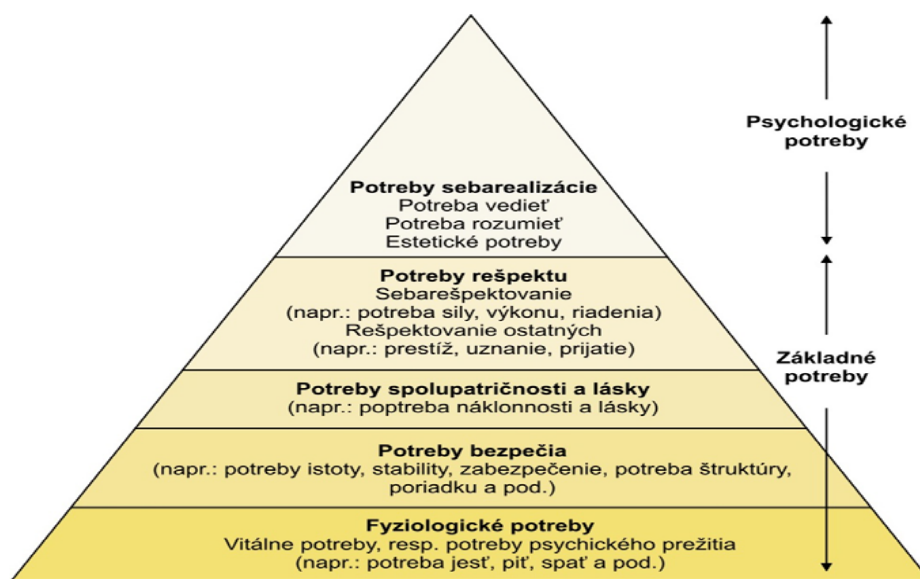 Psychologické
potreby
Potreby sebarealizácie
Potreba vedieť
Potreba rozumieť
Estetické potreby
Potreby rešpektu
Sebarešpektovanie
(napr.: potreba sily, výkonu, riadenia)
Rešpektovanie ostatných
(napr.: prestíž, uznanie, prijatie)
Základné
potreby
Potreby spolupatričnosti a lásky
(napr.: poptreba náklonnosti a lásky)
Potreby bezpečia
(napr.: potreby istoty, stability, zabezpečenie, potreba štruktúry,
poriadku a pod.)
Fyziologické potreby
Vitálne potreby, resp. potreby psychického prežitia
(napr.: potreba jesť, piť, spať a pod.)